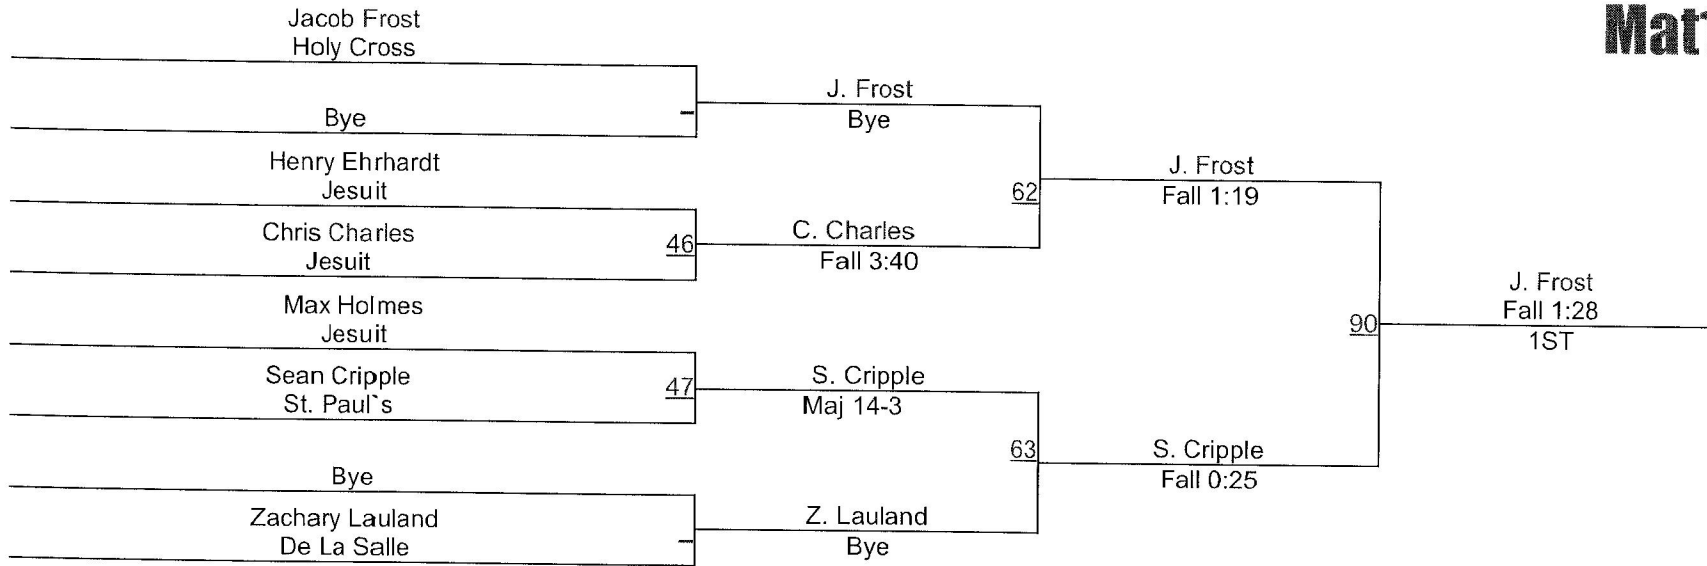 Jacob Frost
Holy Cross
Bye
Henry Ehrhardt
Jesuit
Chris Charles
Jesuit
Max Holmes
Jesuit
Sean Cripple
St. Paul`s
Bye
Zachary Lauland
De La Salle
J. Frost
Bye
46
C. Charles
Fall 3:40
47
S. Cripple
Maj 14-3
Z. Lauland
Bye
62
J. Frost
Fall 1:19
63
S. Cripple
Fall 0:25
90
J. Frost
Fall 1:28
1ST